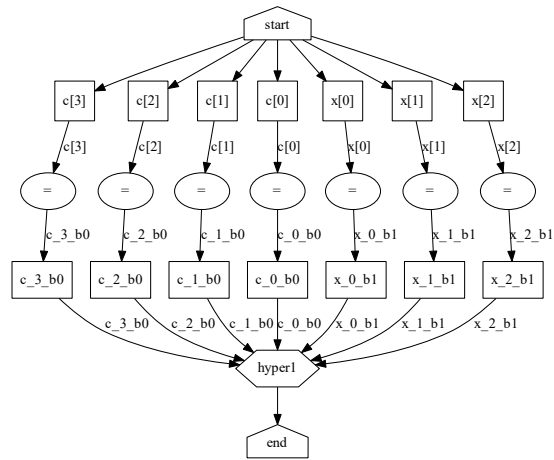 start
c[3] c[2] c[1] c[0] x[0] x[1] x[2]
c[3] c[2] c[1] c[0] x[0] x[1] x[2]
= = = = = = =
c_3_b0 c_2_b0 c_1_b0 c_0_b0 x_0_b1 x_1_b1 x_2_b1
c_3_b0 c_2_b0 c_1_b0 c_0_b0 x_0_b1 x_1_b1 x_2_b1
c_3_b0 c_2_b0 c_1_b0 c_0_b0 x_0_b1 x_1_b1 x_2_b1
hyper1
end